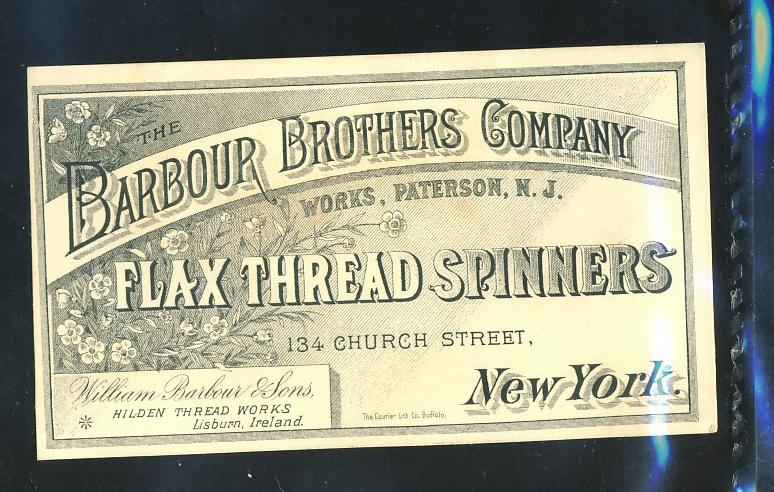 THE
BARBOUR BROTHERS COMPANY
WORKS, PATERSON, N. J.
FLAX THREAD SPINNERS
134 CHURCH STREET,
New York.
William Barbour & Sons,
HILDEN THREAD WORKS
Lisburn, Ireland.
The Courier Lith Co. Buffalo,